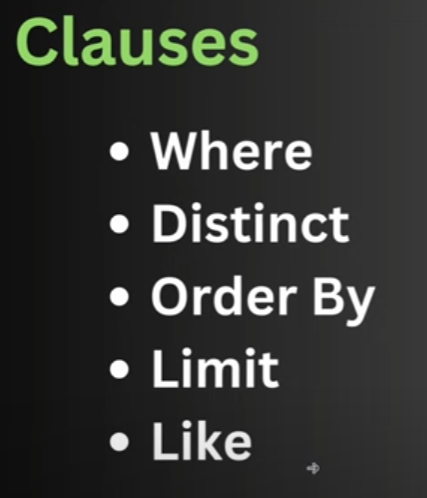 Clauses
• Where
• Distinct
• Order By
• Limit
• Like